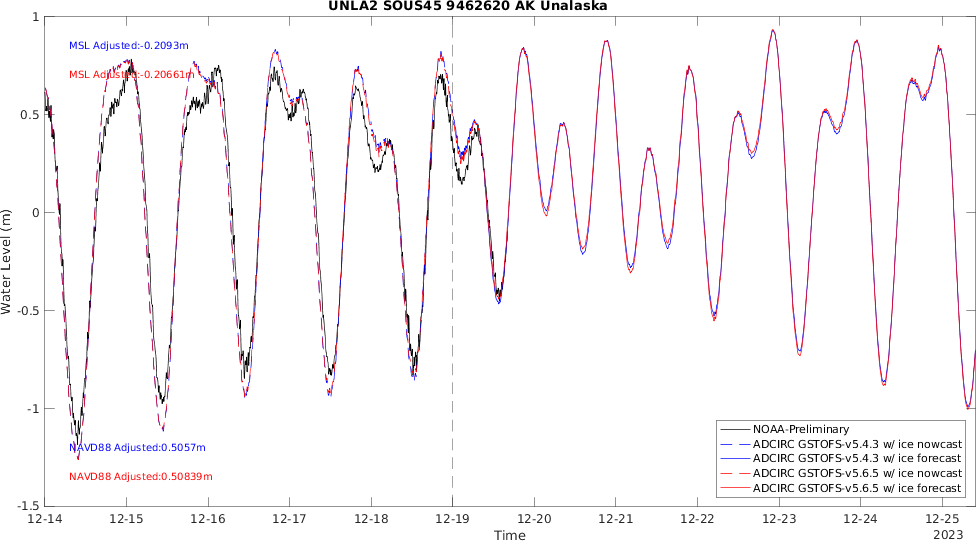 UNLA2 SOUS45 9462620 AK Unalaska
MSL Adjusted:-0.2093m
MSL Adjusted:-0.20661m
NAVD88 Adjusted:0.5057m
NAVD88 Adjusted:0.50839m
Water Level (m)
1
0.5
0
-0.5
-1
-1.5
NOAA-Preliminary
ADCIRC GSTOFS-v5.4.3 w/ ice nowcast
ADCIRC GSTOFS-v5.4.3 w/ ice forecast
ADCIRC GSTOFS-v5.6.5 w/ ice nowcast
ADCIRC GSTOFS-v5.6.5 w/ ice forecast
12-14 12-15 12-16 12-17 12-18 12-19 12-20 12-21 12-22 12-23 12-24 12-25
Time
2023